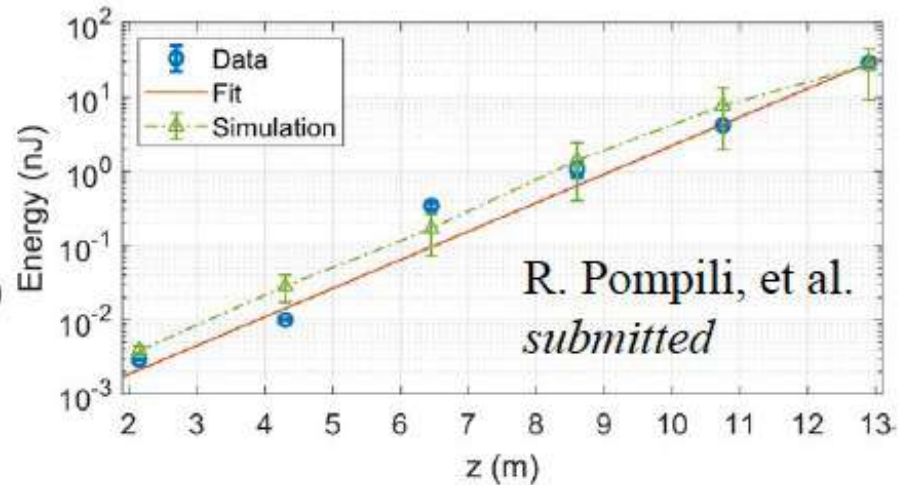 10²
Data
10¹
Fit
Simulation
10⁰
10⁻¹
Energy (nJ)
)
R. Pompili, et al.
10⁻²
submitted
10⁻³
2 3 4 5 6 7 8 9 10 11 12 13
z (m)